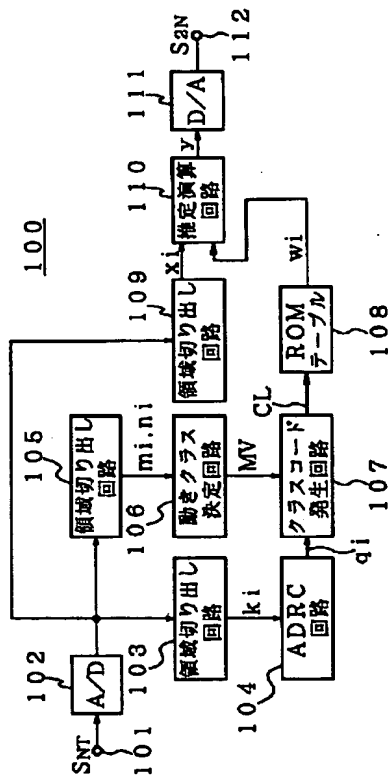 100
S_NT
101
102
A/D
103
領域切り出し
回路
ki
104
ADRC
回路
qi
105
領域切り出し
回路
mi.ni
106
動きクラス
決定回路
MV
107
クラスコード
発生回路
CL
108
ROM
テーブル
wi
109
領域切り出し
回路
xi
110
推定演算
回路
y
111
D/A
S_2N
112